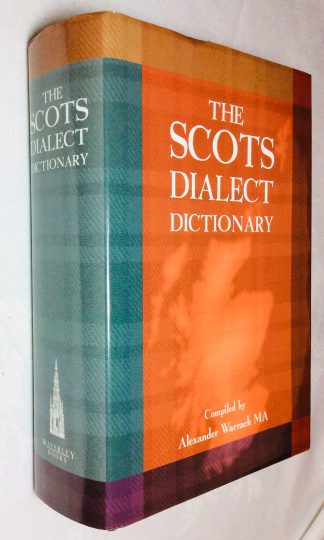 THE
SCOTS
DIALECT
DICTIONARY
WAVERLEY
BOOKS
THE
SCOTS
DIALECT
DICTIONARY
Compiled by
Alexander Warrack MA